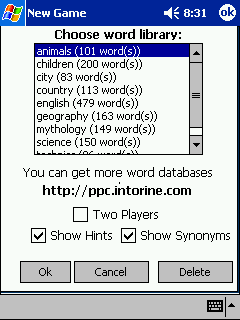 New Game 8:31 ok
Choose word library:
animals (101 word(s))
children (200 word(s))
city (83 word(s))
country (113 word(s))
english (479 word(s))
geography (163 word(s))
mythology (149 word(s))
science (150 word(s))
You can get more word databases
http://ppc.intorine.com
Two Players
Show Hints Show Synonyms
Ok Cancel Delete